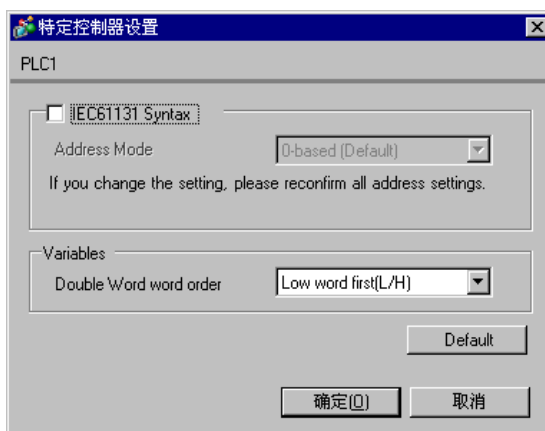 特定控制器设置
PLC1
IEC61131 Syntax
Address Mode 0-based (Default)
If you change the setting, please reconfirm all address settings.
Variables
Double Word word order Low word first(L/H)
Default
确定(O) 取消